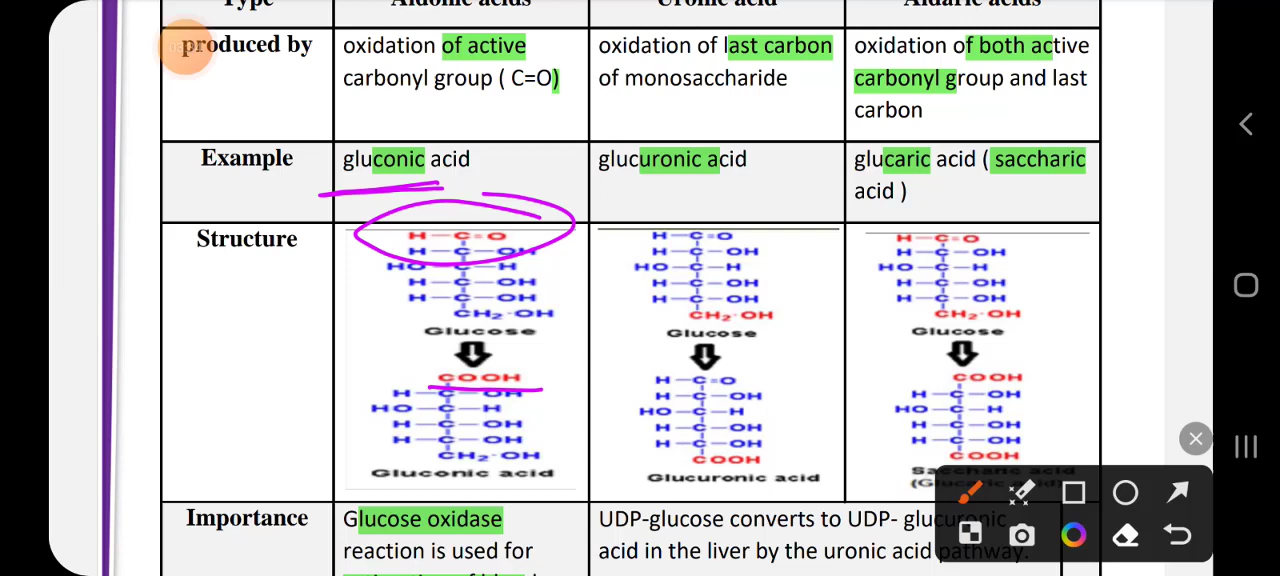 Type Aldonic acids Uronic acid Aldaric acids
produced by
oxidation of active
carbonyl group ( C=O)
oxidation of last carbon
of monosaccharide
oxidation of both active
carbonyl group and last
carbon
Example
gluconic acid
glucuronic acid
glucaric acid ( saccharic
acid )
Structure
H—C=O
H—C—OH
HO—C—H
H—C—OH
H—C—OH
CH2·OH
Glucose
COOH
H—C—OH
HO—C—H
H—C—OH
H—C—OH
CH2·OH
Gluconic acid
H—C=O
H—C—OH
HO—C—H
H—C—OH
H—C—OH
CH2·OH
Glucose
H—C=O
H—C—OH
HO—C—H
H—C—OH
H—C—OH
COOH
Glucuronic acid
H—C=O
H—C—OH
HO—C—H
H—C—OH
H—C—OH
CH2·OH
Glucose
COOH
H—C—OH
HO—C—H
H—C—OH
H—C—OH
COOH
Saccharic acid
Importance
Glucose oxidase
reaction is used for
UDP-glucose converts to UDP- glucuronic
acid in the liver by the uronic acid pathway.